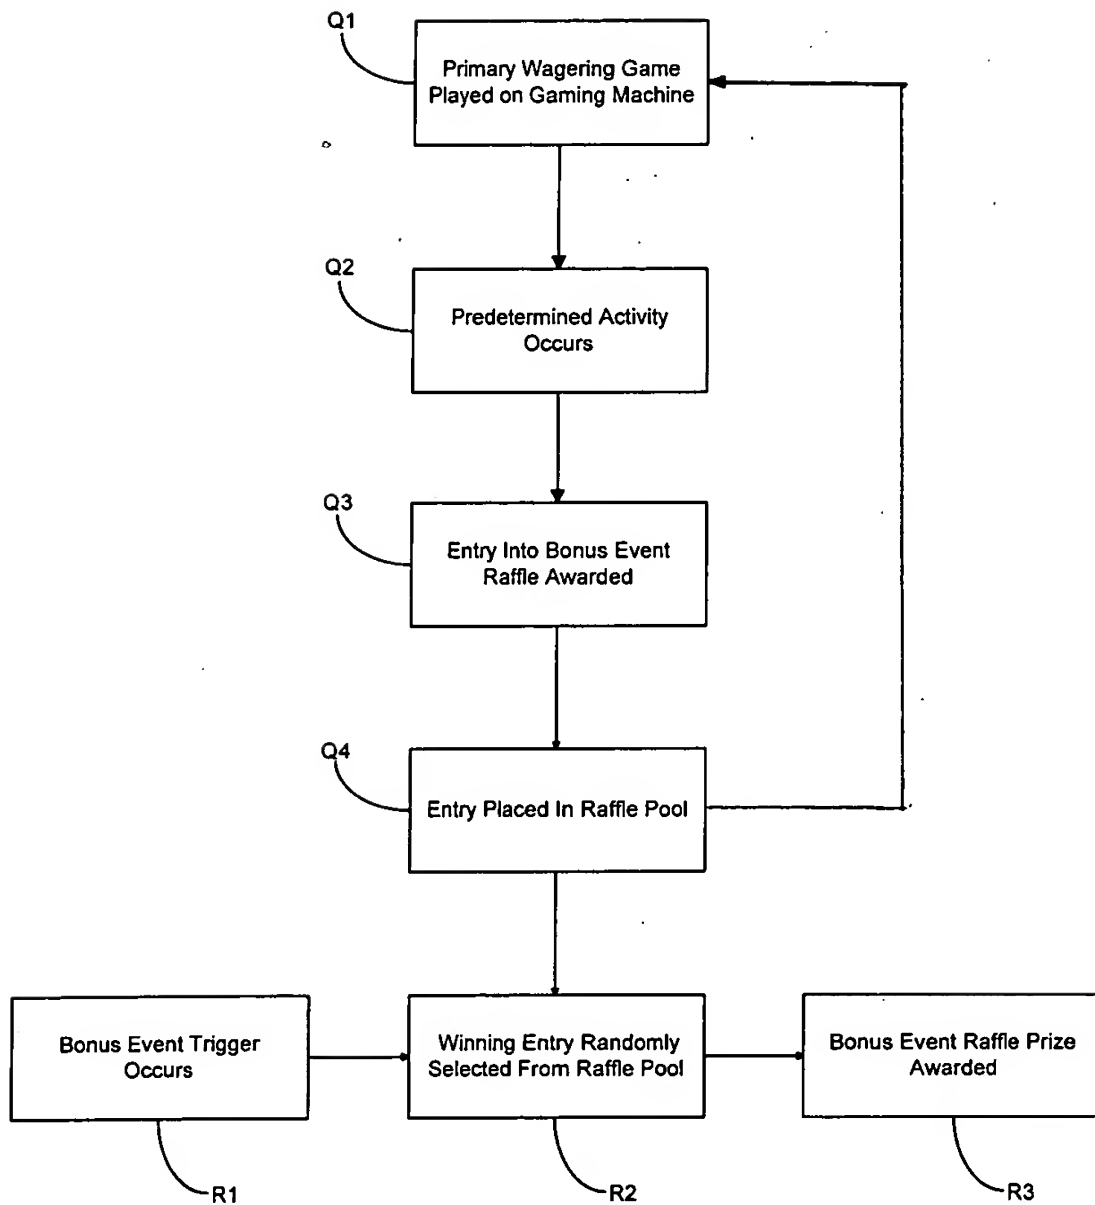 Q1
Primary Wagering Game
Played on Gaming Machine
Q2
Predetermined Activity
Occurs
Q3
Entry Into Bonus Event
Raffle Awarded
Q4
Entry Placed In Raffle Pool
Bonus Event Trigger
Occurs
Winning Entry Randomly
Selected From Raffle Pool
Bonus Event Raffle Prize
Awarded
R1
R2
R3